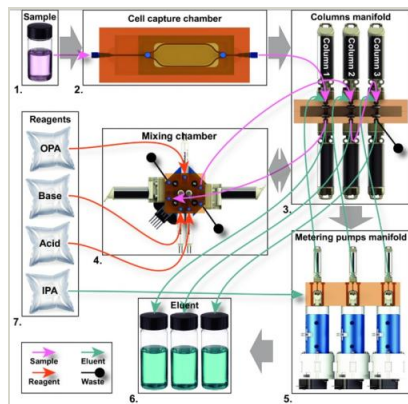 Sample
1.
Cell capture chamber
2.
Columns manifold
Column 1
Column 2
Column 3
3.
Reagents
OPA
Base
Acid
IPA
7.
Mixing chamber
4.
Metering pumps manifold
5.
Eluent
6.
Sample
Eluent
Reagent
Waste